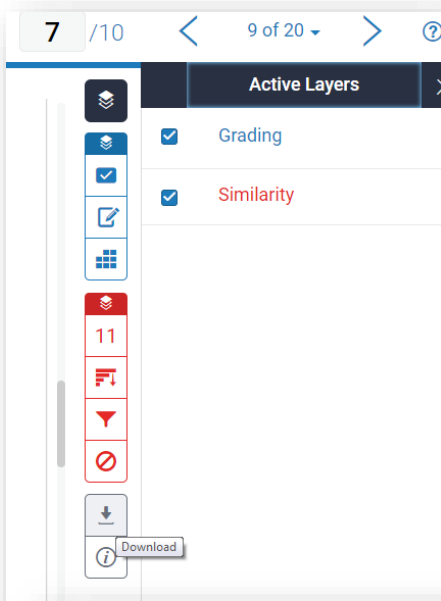 7 /10 9 of 20
Active Layers
Grading
Similarity
11
Download